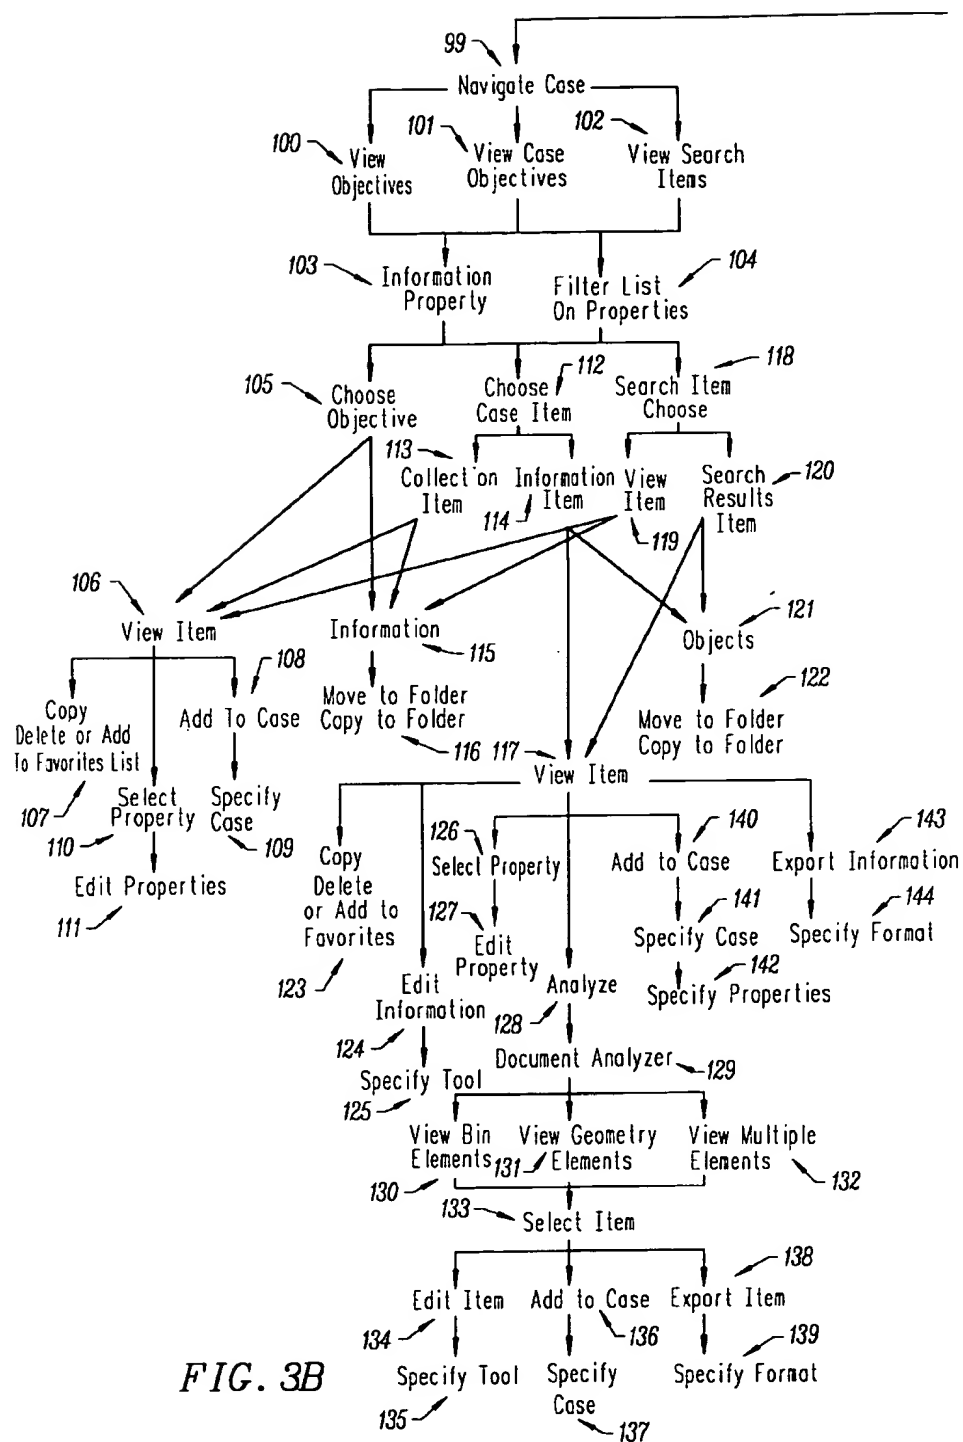 99
Navigate Case
100
101
102
View
Objectives
View Case
Objectives
View Search
Items
103
Information
Property
104
Filter List
On Properties
105
Choose
Objective
112
Choose
Case Item
118
Search Item
Choose
113
Collection
Item
Information
Item
114
View
Item
119
Search
Results
Item
120
106
View Item
Information
115
Objects
121
108
Copy
Delete or Add
To Favorites List
107
Add To Case
Move to Folder
Copy to Folder
116
122
Move to Folder
Copy to Folder
Select
Property
110
Specify
Case
109
117
View Item
Edit Properties
111
Copy
Delete
or Add to
Favorites
123
126
Select Property
127
Edit
Property
140
Add to Case
141
Specify Case
142
Specify Properties
143
Export Information
144
Specify Format
Edit
Information
124
Analyze
128
Specify Tool
125
Document Analyzer
129
View Bin
Elements
130
View Geometry
Elements
131
View Multiple
Elements
132
133
Select Item
138
Edit Item
134
Add to Case
136
Export Item
139
Specify Tool
135
Specify
Case
137
Specify Format
FIG. 3B